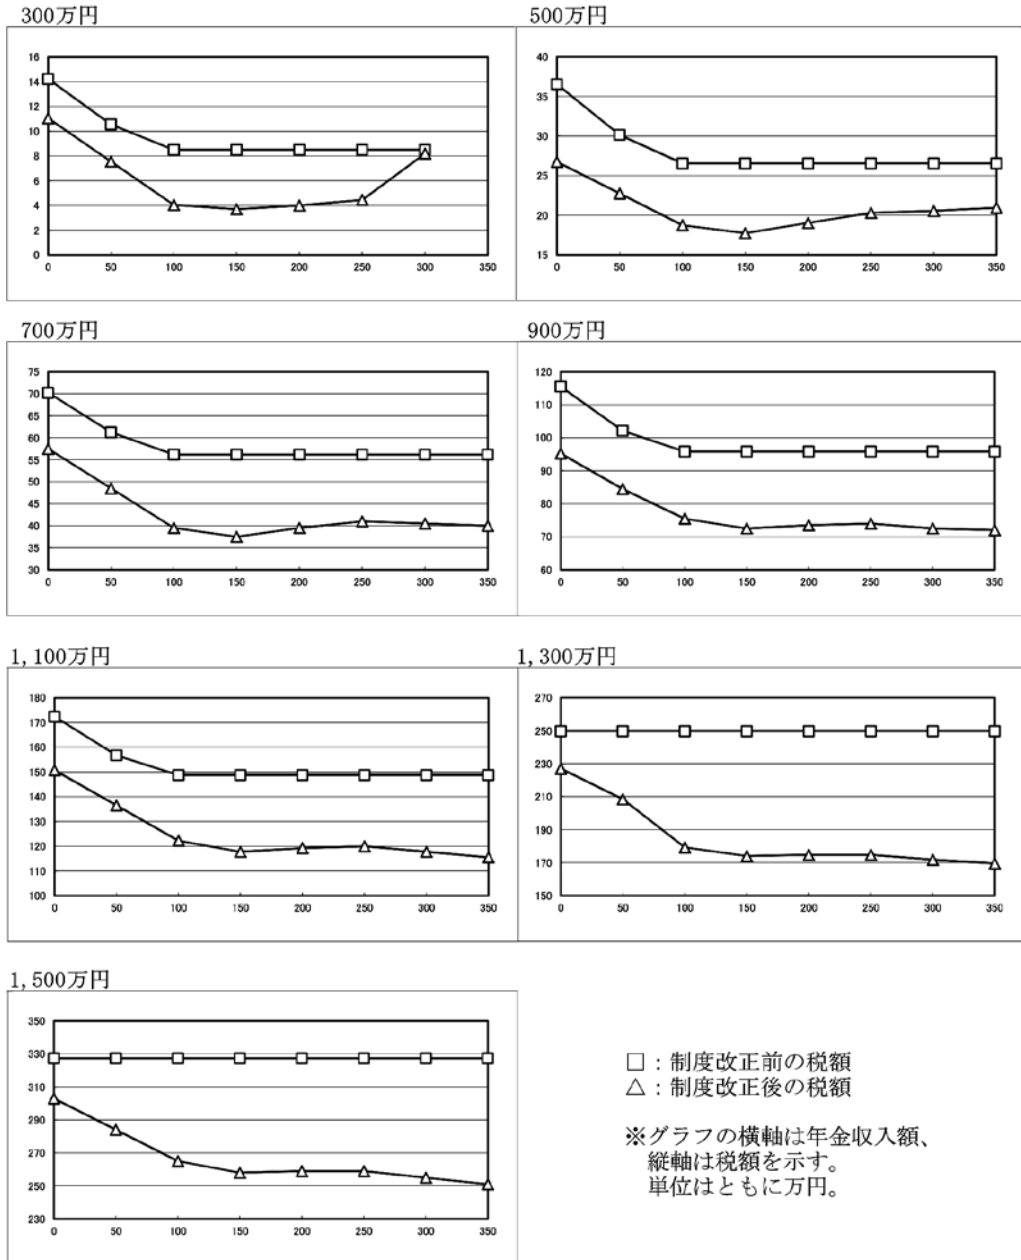 300万円
16
14
12
10
8
6
4
2
0
0 50 100 150 200 250 300 350
500万円
40
35
30
25
20
15
0 50 100 150 200 250 300 350
700万円
75
70
65
60
55
50
45
40
35
30
0 50 100 150 200 250 300 350
900万円
120
110
100
90
80
70
60
0 50 100 150 200 250 300 350
1,100万円
180
170
160
150
140
130
120
110
100
0 50 100 150 200 250 300 350
1,300万円
270
250
230
210
190
170
150
0 50 100 150 200 250 300 350
1,500万円
350
330
310
290
270
250
230
0 50 100 150 200 250 300 350
□：制度改正前の税額
△：制度改正後の税額
※グラフの横軸は年金収入額、
縦軸は税額を示す。
単位はともに万円。